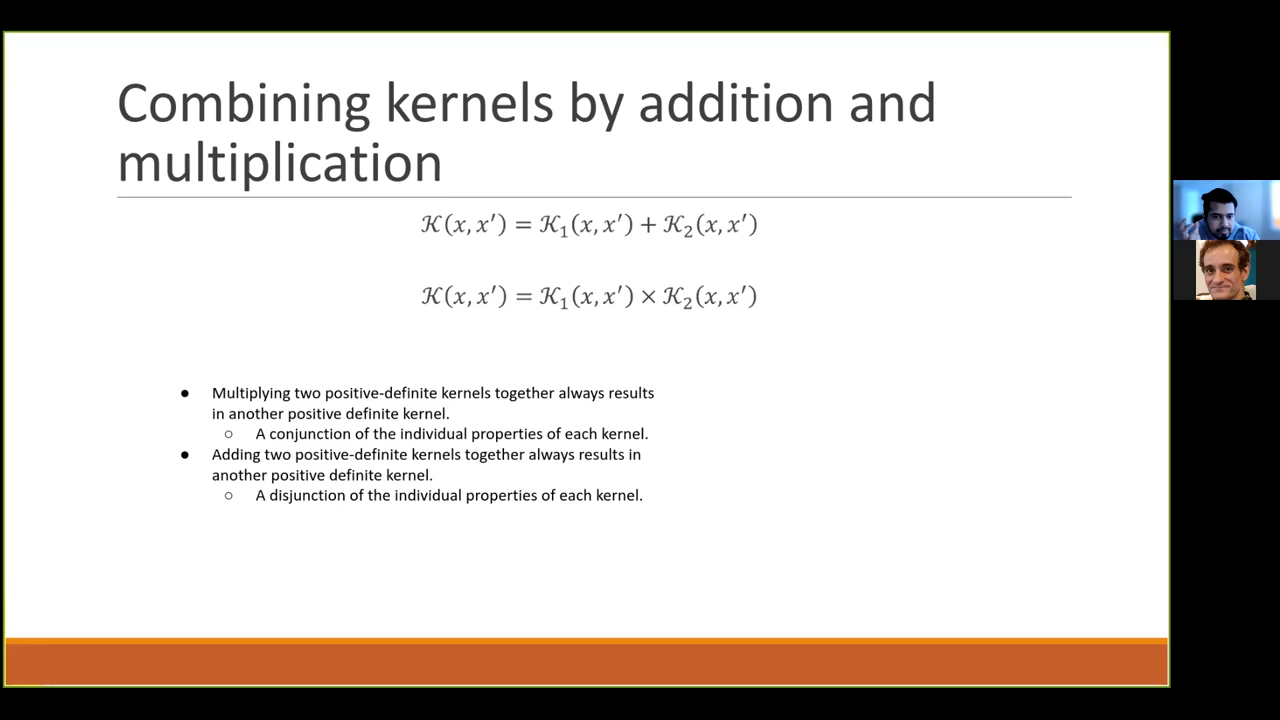 Combining kernels by addition and
multiplication
𝒦(x, x′) = 𝒦₁(x, x′) + 𝒦₂(x, x′)
𝒦(x, x′) = 𝒦₁(x, x′) × 𝒦₂(x, x′)
● Multiplying two positive-definite kernels together always results
in another positive definite kernel.
○ A conjunction of the individual properties of each kernel.
● Adding two positive-definite kernels together always results in
another positive definite kernel.
○ A disjunction of the individual properties of each kernel.